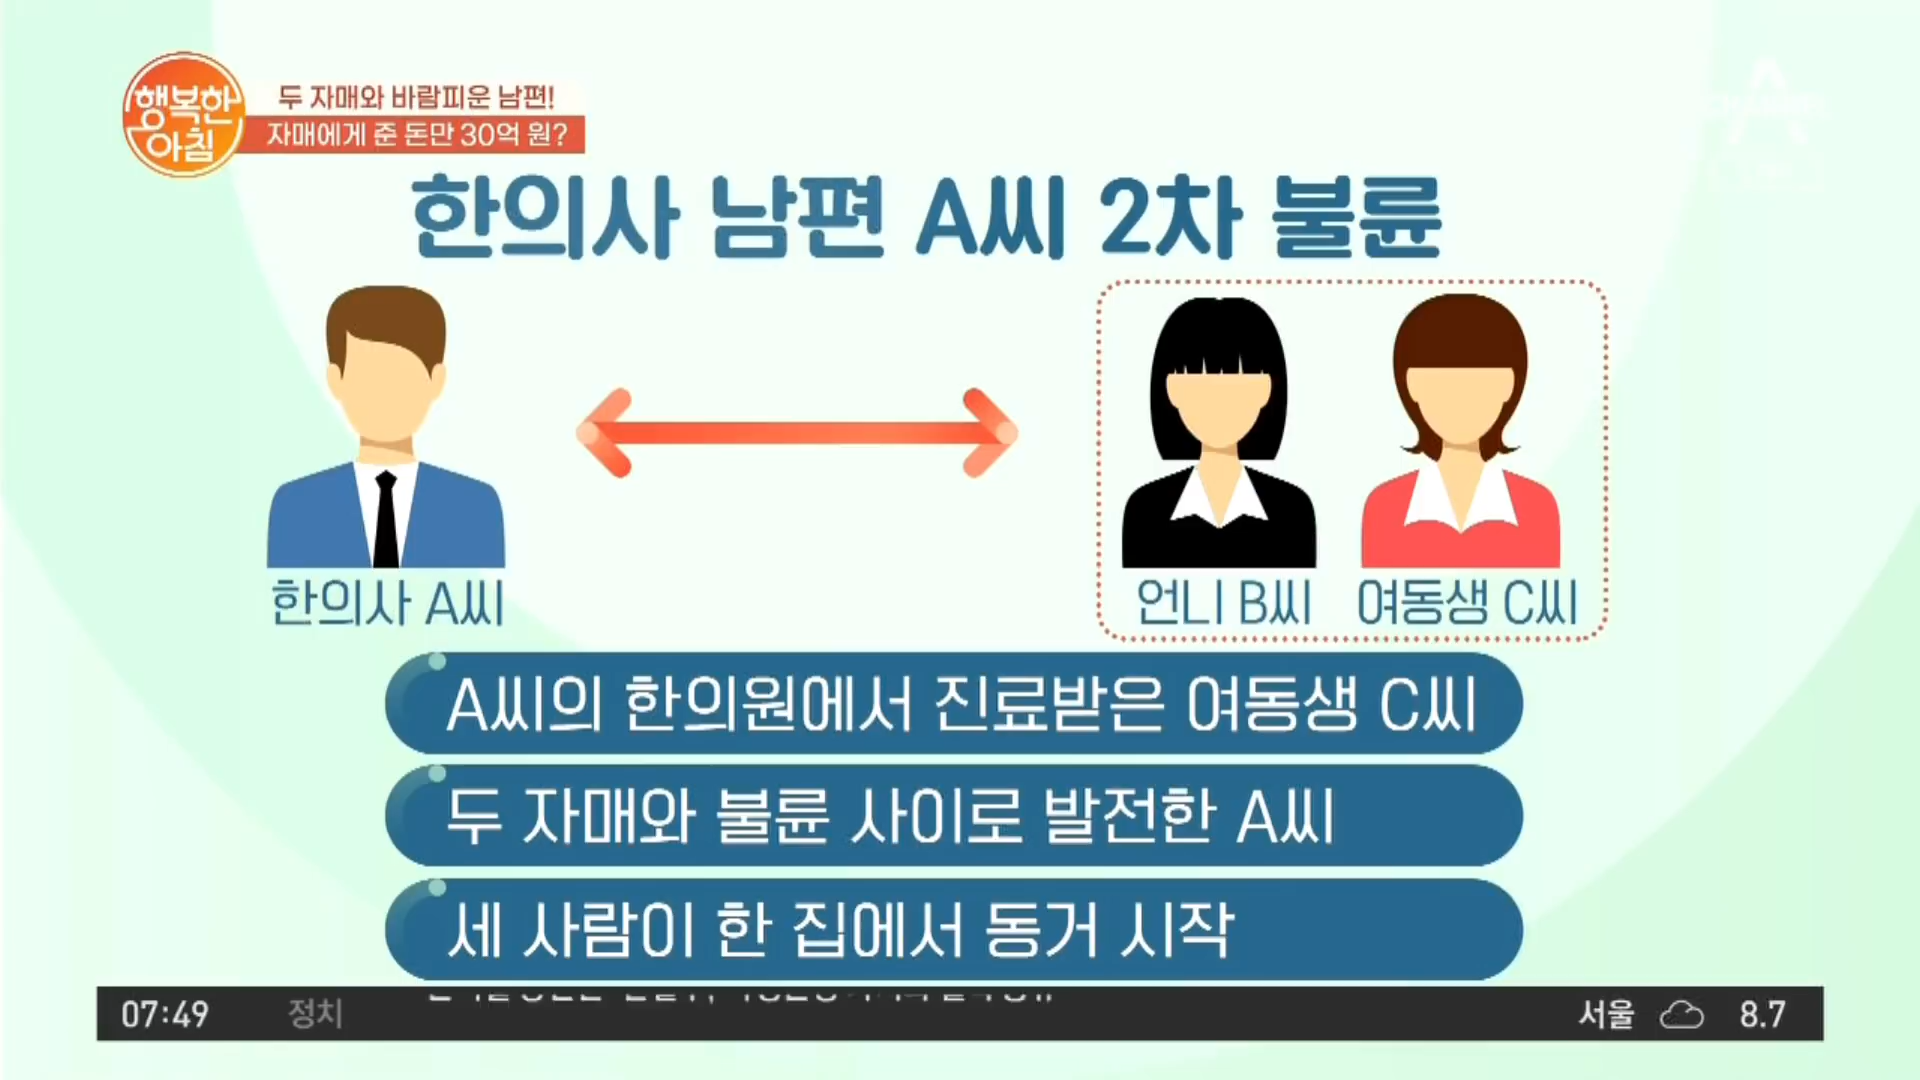 행복한
아침
두 자매와 바람피운 남편!
자매에게 준 돈만 30억 원?
한의사 남편 A씨 2차 불륜
한의사 A씨
언니 B씨
여동생 C씨
A씨의 한의원에서 진료받은 여동생 C씨
두 자매와 불륜 사이로 발전한 A씨
세 사람이 한 집에서 동거 시작
07:49 정치
서울 8.7